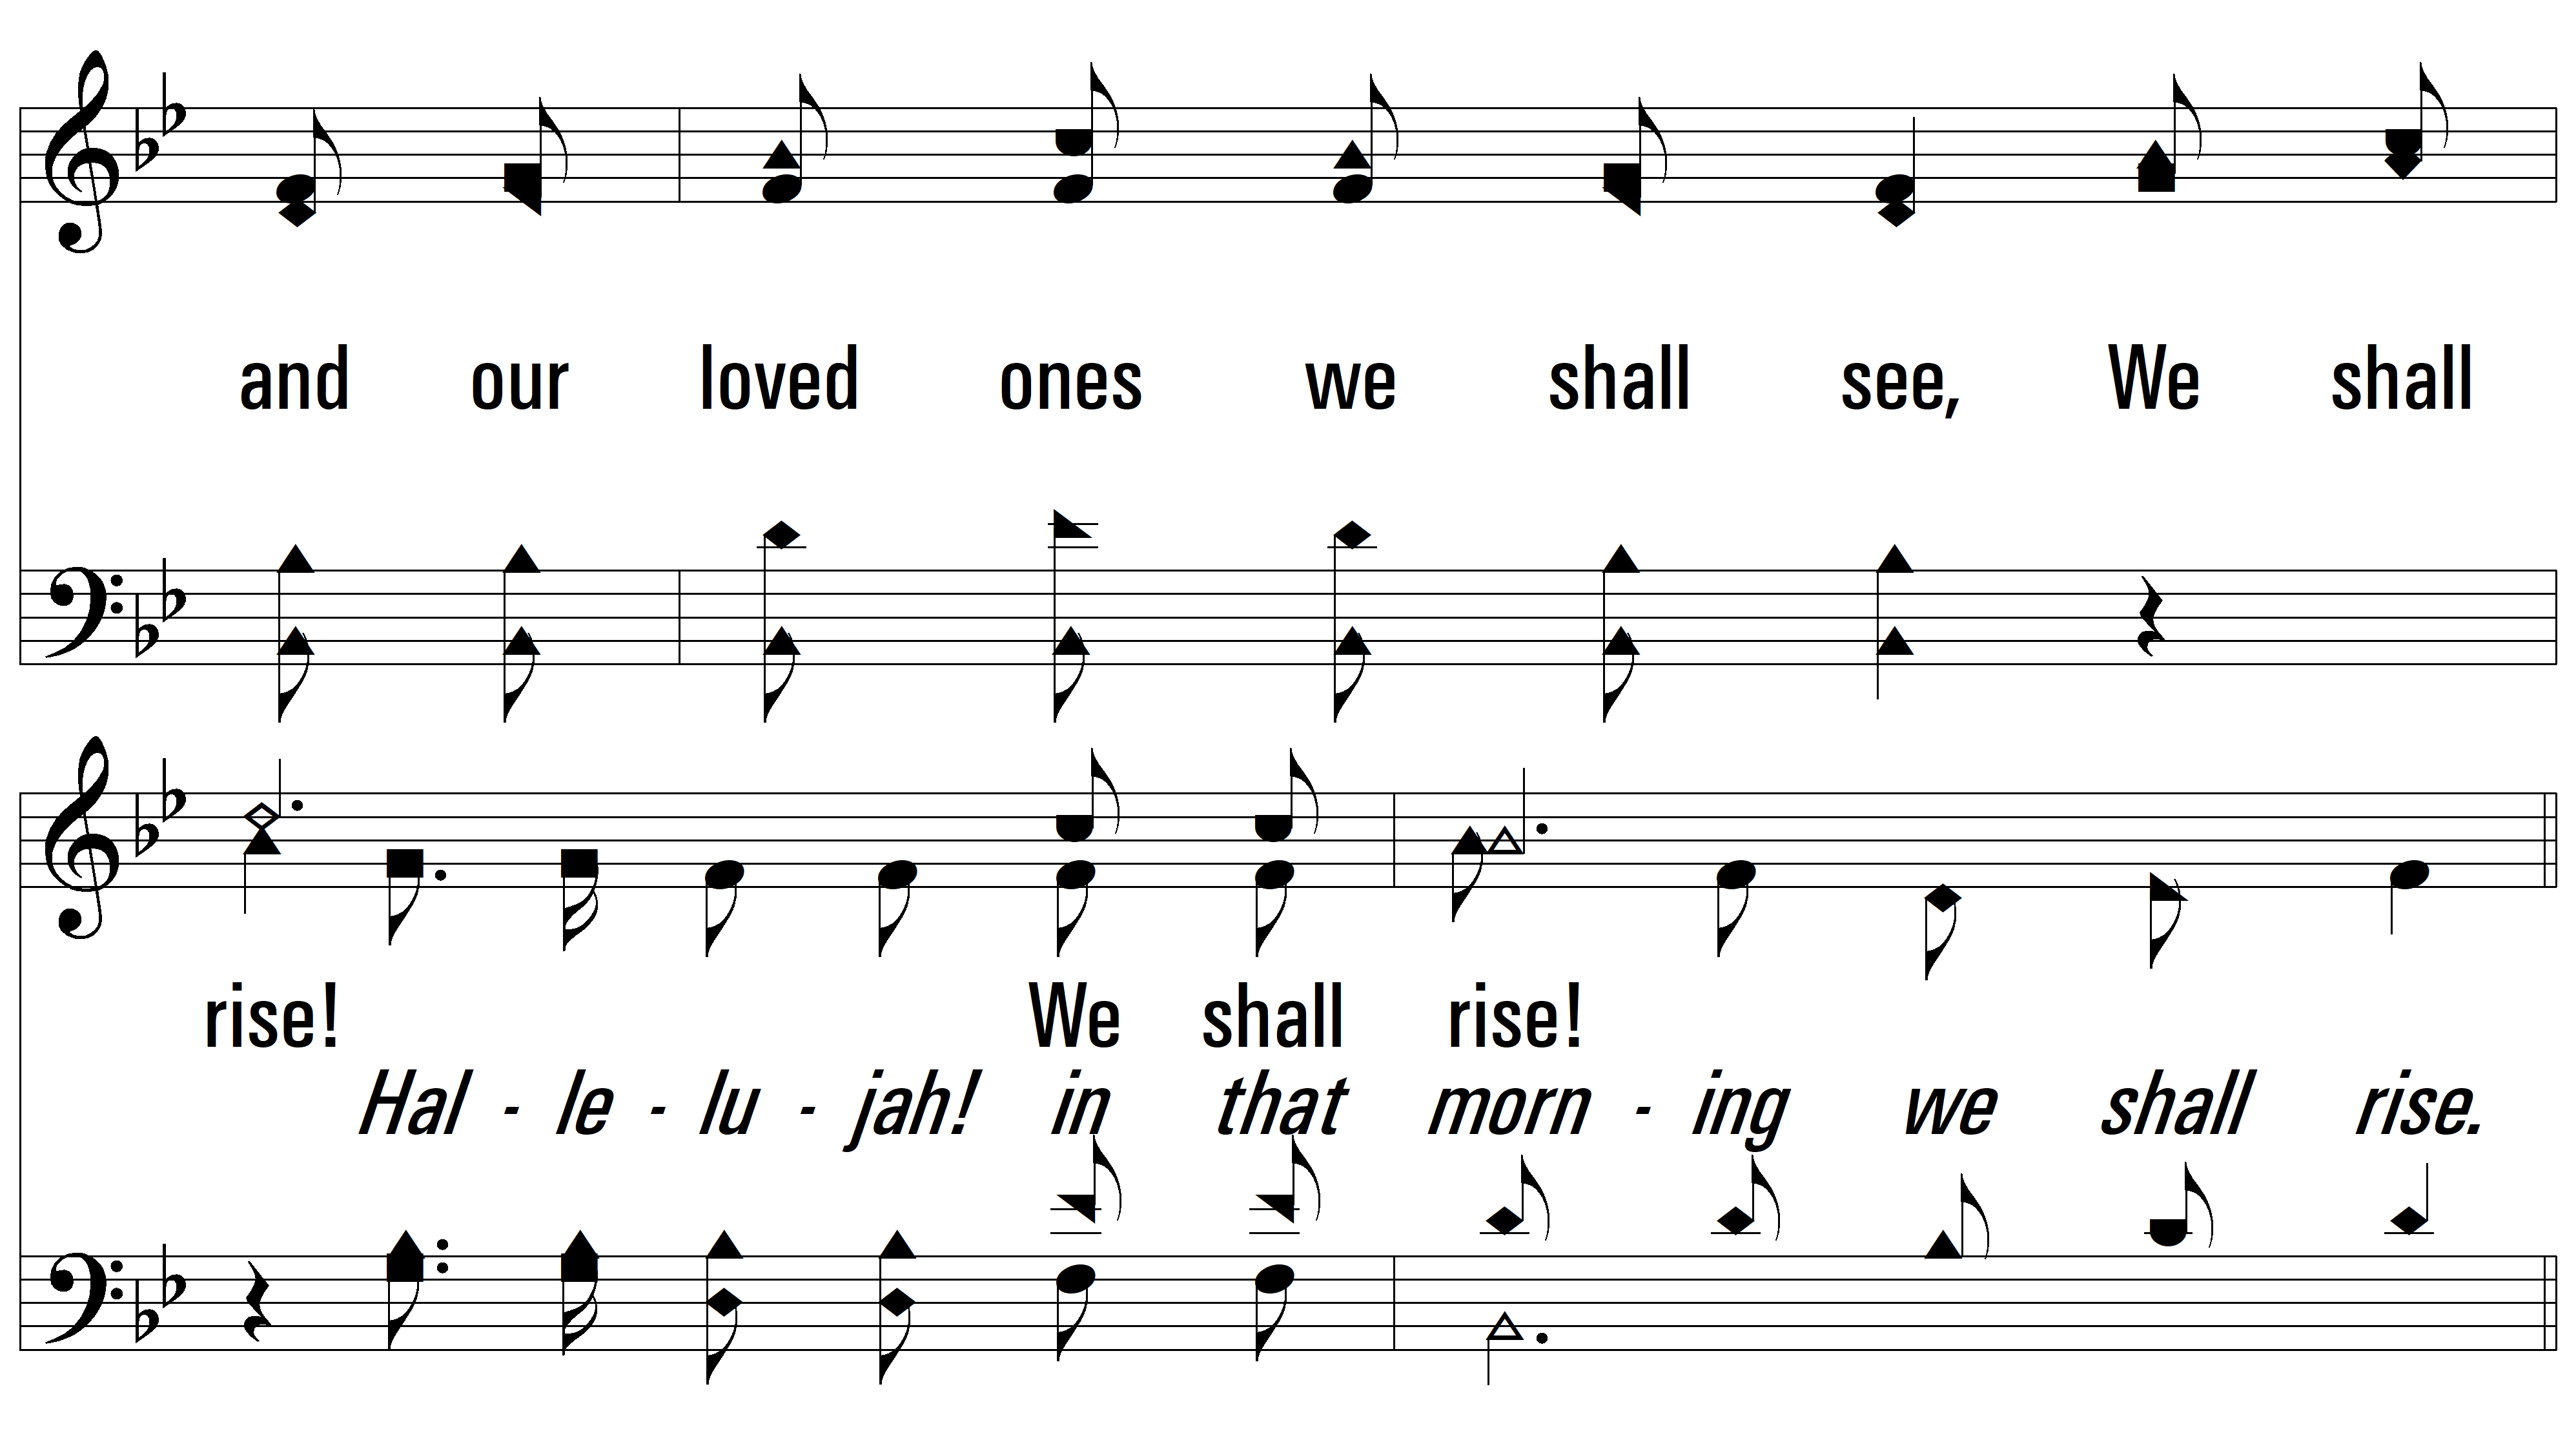 and our loved ones we shall see, We shall
rise! We shall rise!
Hal - le - lu - jah! in that morn - ing we shall rise.